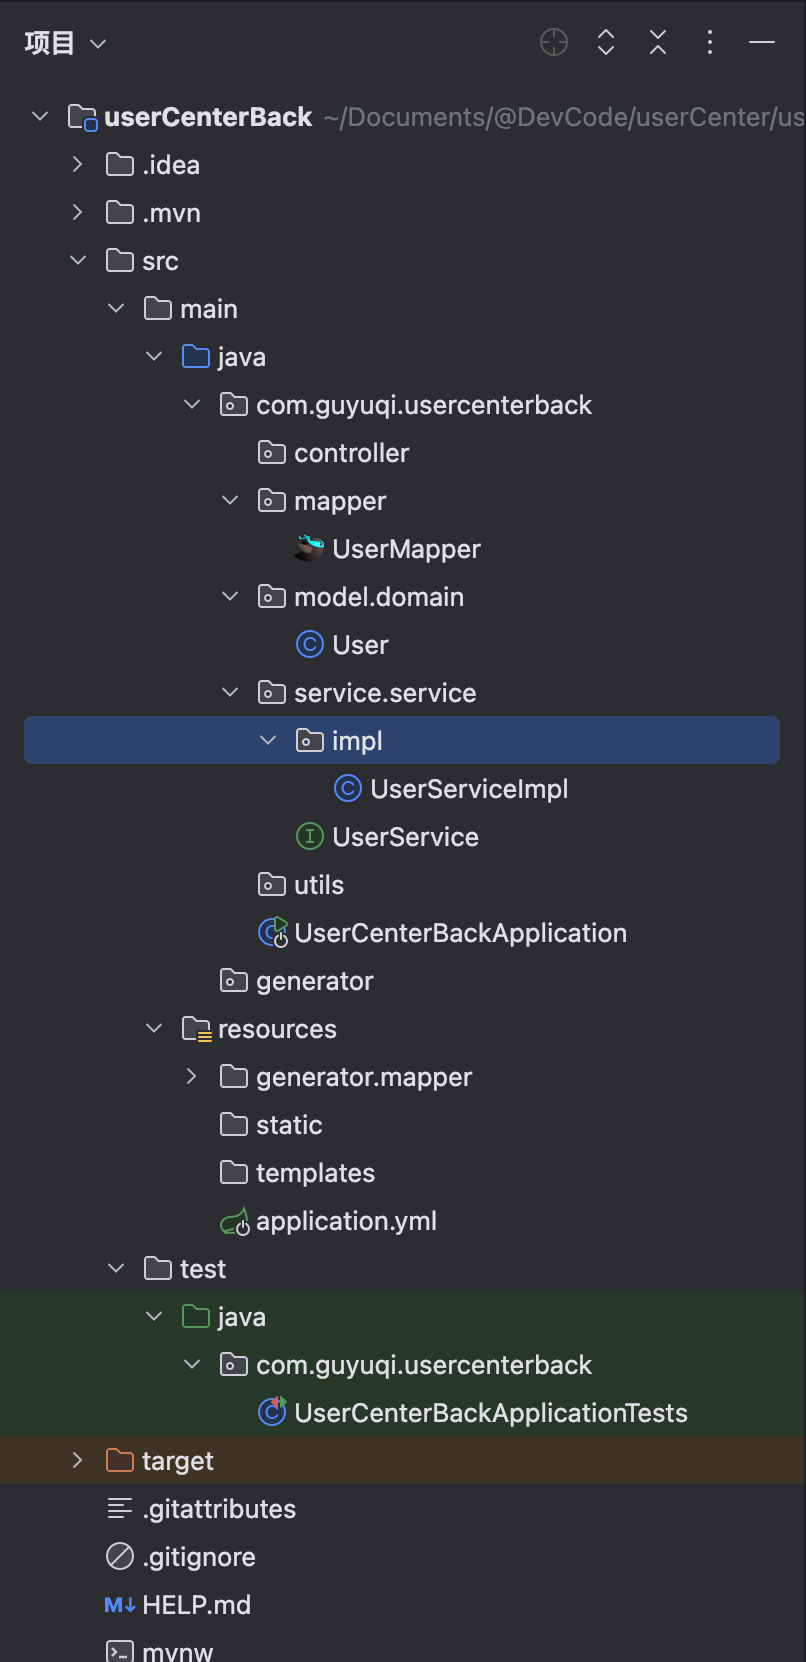 项目
userCenterBack ~/Documents/@DevCode/userCenter/us
.idea
.mvn
src
main
java
com.guyuqi.usercenterback
controller
mapper
UserMapper
model.domain
User
service.service
impl
UserServiceImpl
UserService
utils
UserCenterBackApplication
generator
resources
generator.mapper
static
templates
application.yml
test
java
com.guyuqi.usercenterback
UserCenterBackApplicationTests
target
.gitattributes
.gitignore
HELP.md
mvnw